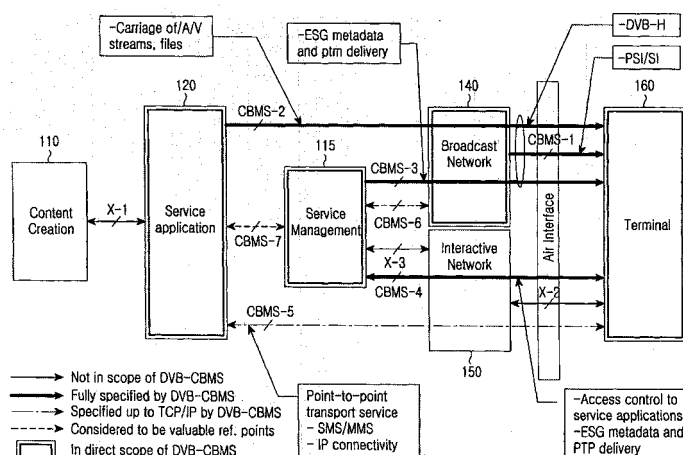 -Carriage of/A/V
streams, files
-ESG metadata
and ptm delivery
-DVB-H
-PSI/SI
120
140
160
CBMS-2
CBMS-1
110
115
Broadcast
Network
CBMS-3
Content
Creation
X-1
Service
application
Service
Management
CBMS-6
CBMS-7
Air Interface
Terminal
Interactive
Network
X-3
CBMS-4
X-2
CBMS-5
150
Not in scope of DVB-CBMS
Fully specified by DVB-CBMS
Specified up to TCP/IP by DVB-CBMS
Considered to be valuable ref. points
In direct scope of DVB-CBMS
Point-to-point
transport service
- SMS/MMS
- IP connectivity
-Access control to
service applications
-ESG metadata and
PTP delivery